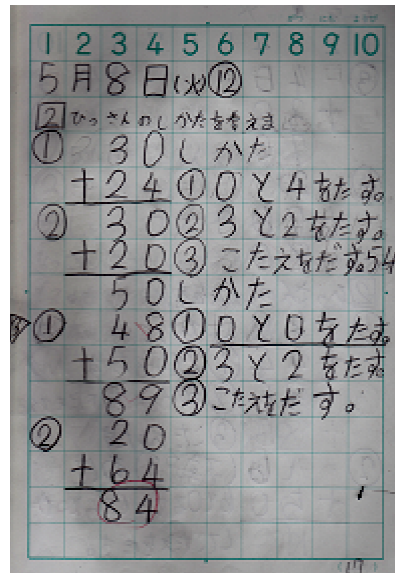 1 2 3 4 5 6 7 8 9 10
5月8日(火)⑫
2 ひっさんのしかたを考えま
① 30 しかた
+24 ①0と4をたす。
② 30 ②3と2をたす。
+20 ③こたえをだす。54
50 しかた
① 48 ①0と0をたす。
+50 ②3と2をたす。
89 ③こたえをだす。
② 20
+64
84